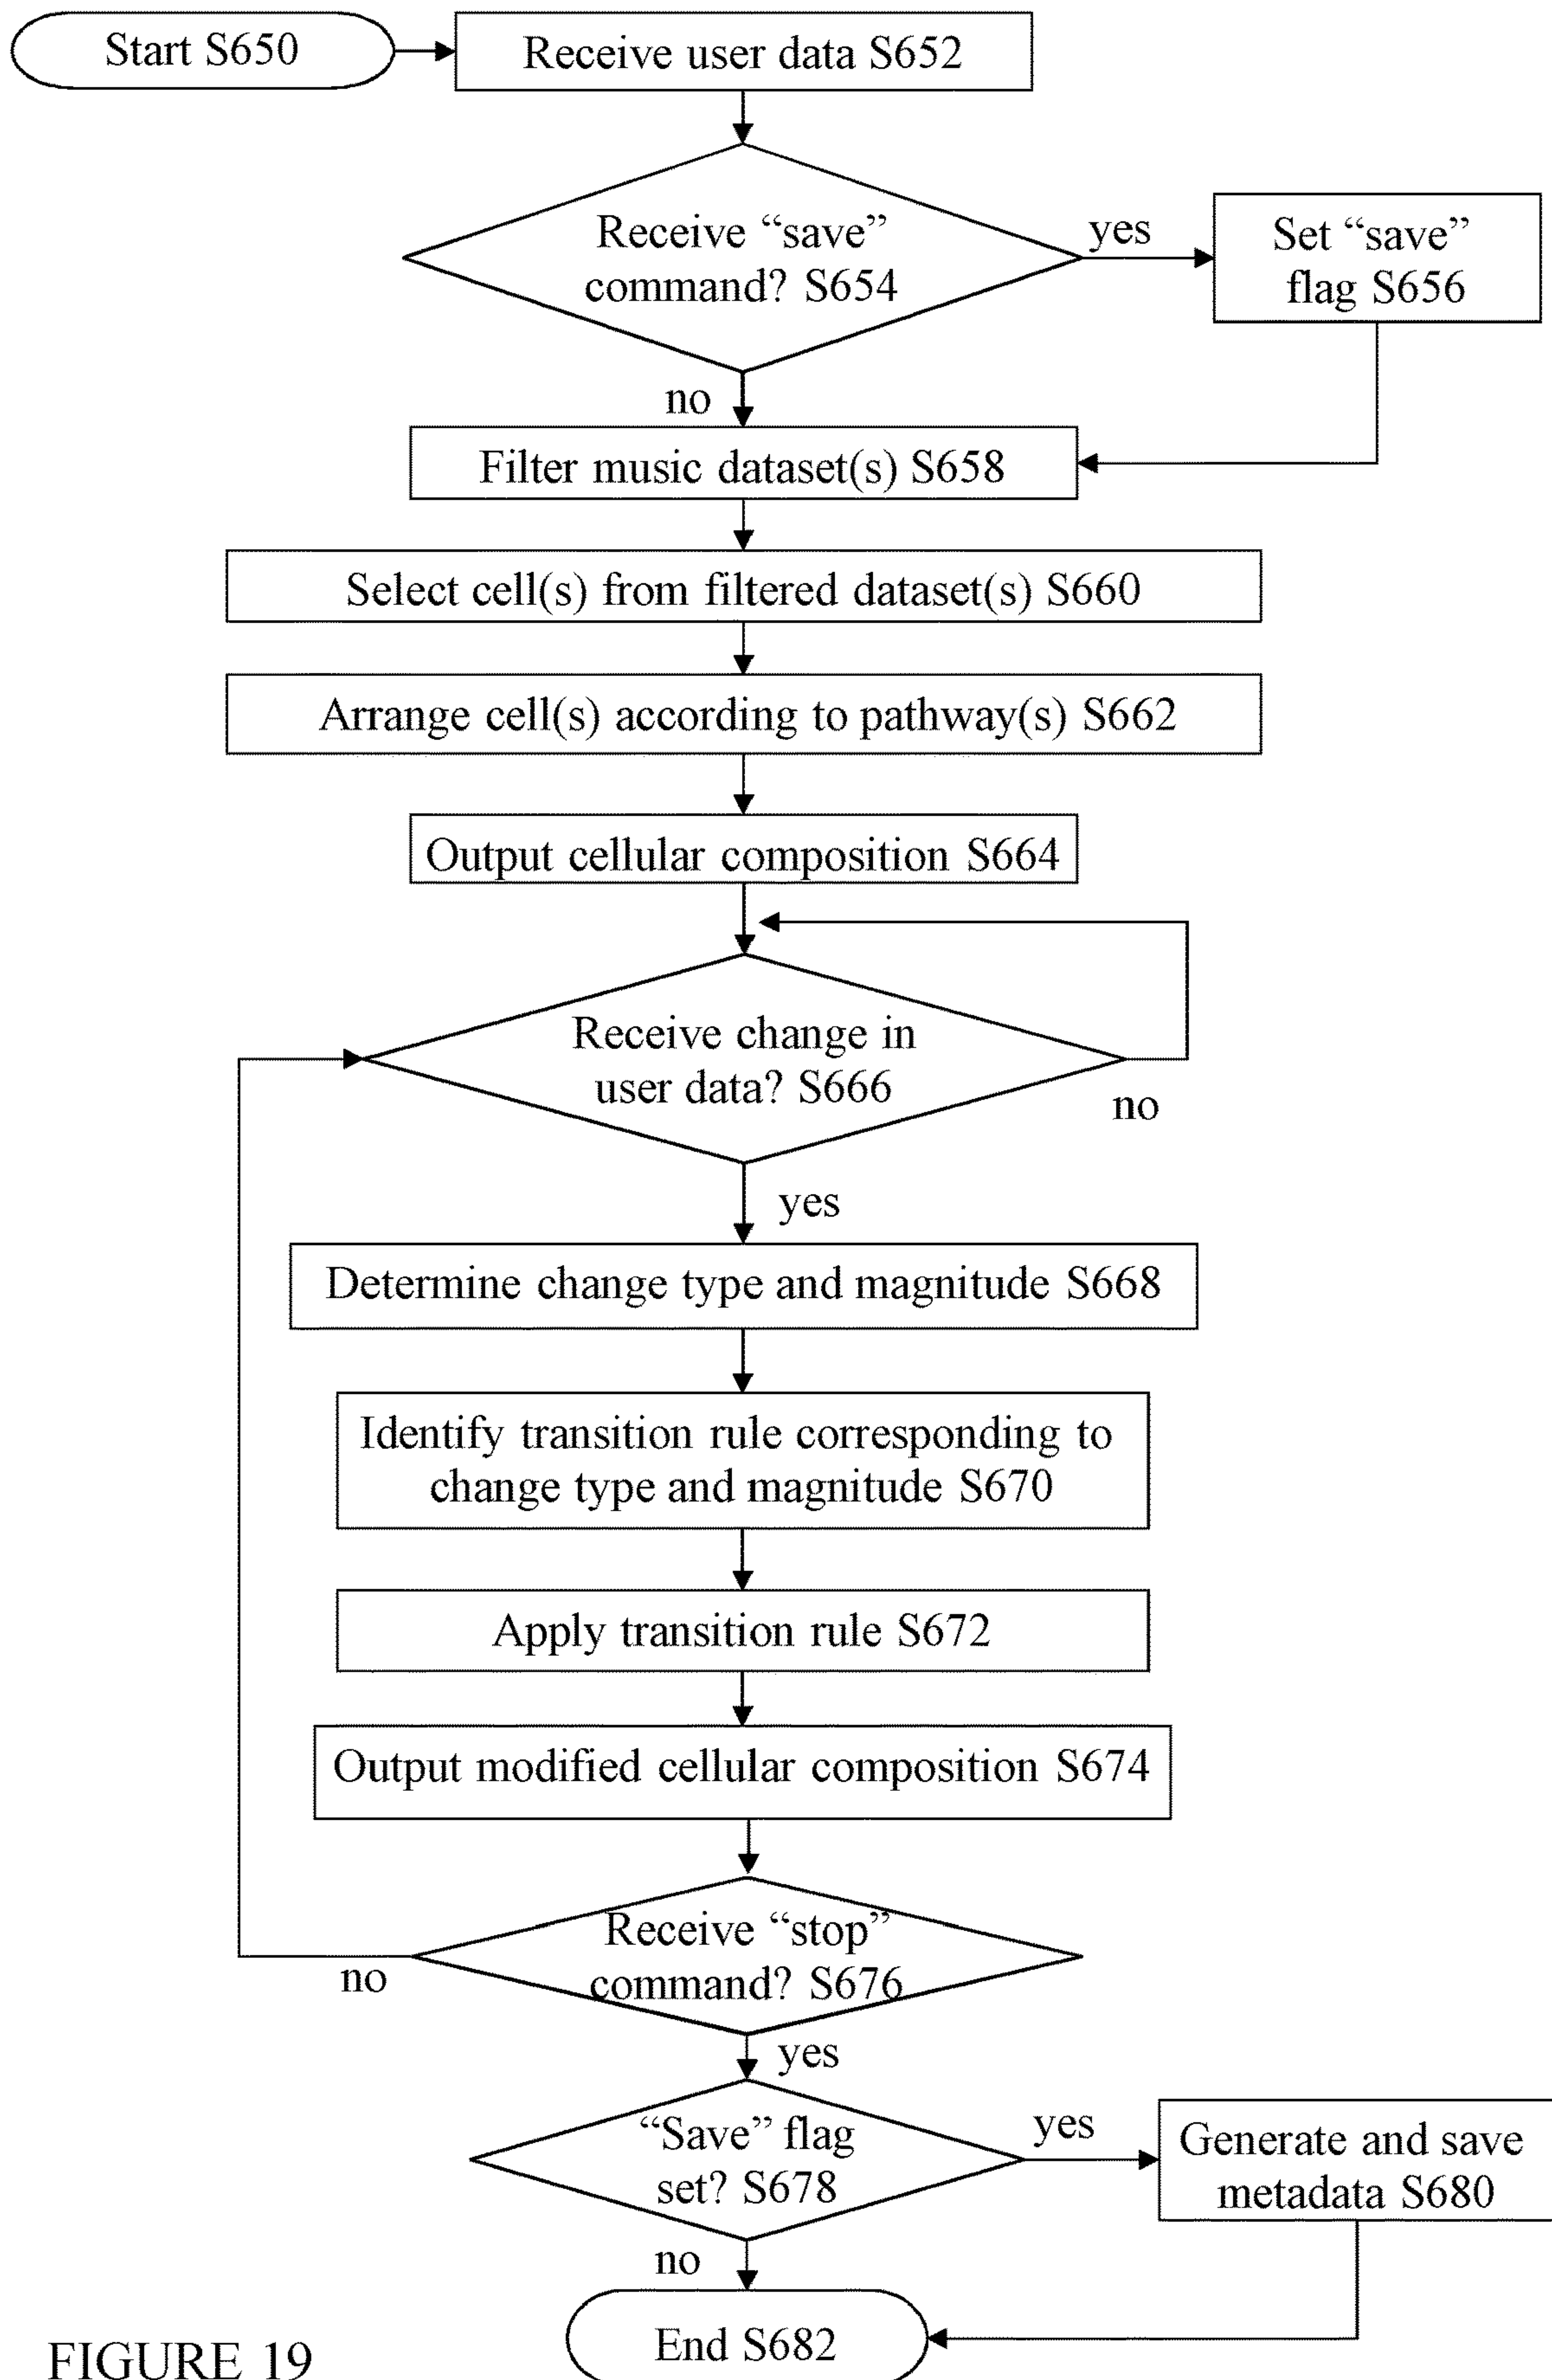 Start S650
Receive user data S652
Receive “save”
command? S654
yes
Set “save”
flag S656
no
Filter music dataset(s) S658
Select cell(s) from filtered dataset(s) S660
Arrange cell(s) according to pathway(s) S662
Output cellular composition S664
Receive change in
user data? S666
no
yes
Determine change type and magnitude S668
Identify transition rule corresponding to
change type and magnitude S670
Apply transition rule S672
Output modified cellular composition S674
Receive “stop”
command? S676
no
yes
“Save” flag
set? S678
yes
Generate and save
metadata S680
no
End S682
FIGURE 19